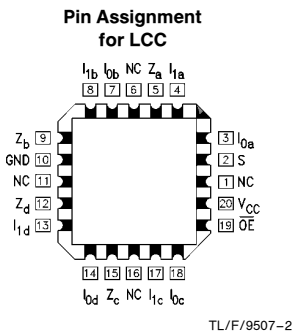 Pin Assignment
for LCC
I1b I0b NC Za I1a
8 7 6 5 4
Zb 9
GND 10
NC 11
Zd 12
I1d 13
3 I0a
2 S
1 NC
20 VCC
19 OE
14 15 16 17 18
I0d Zc NC I1c I0c
TL/F/9507–2